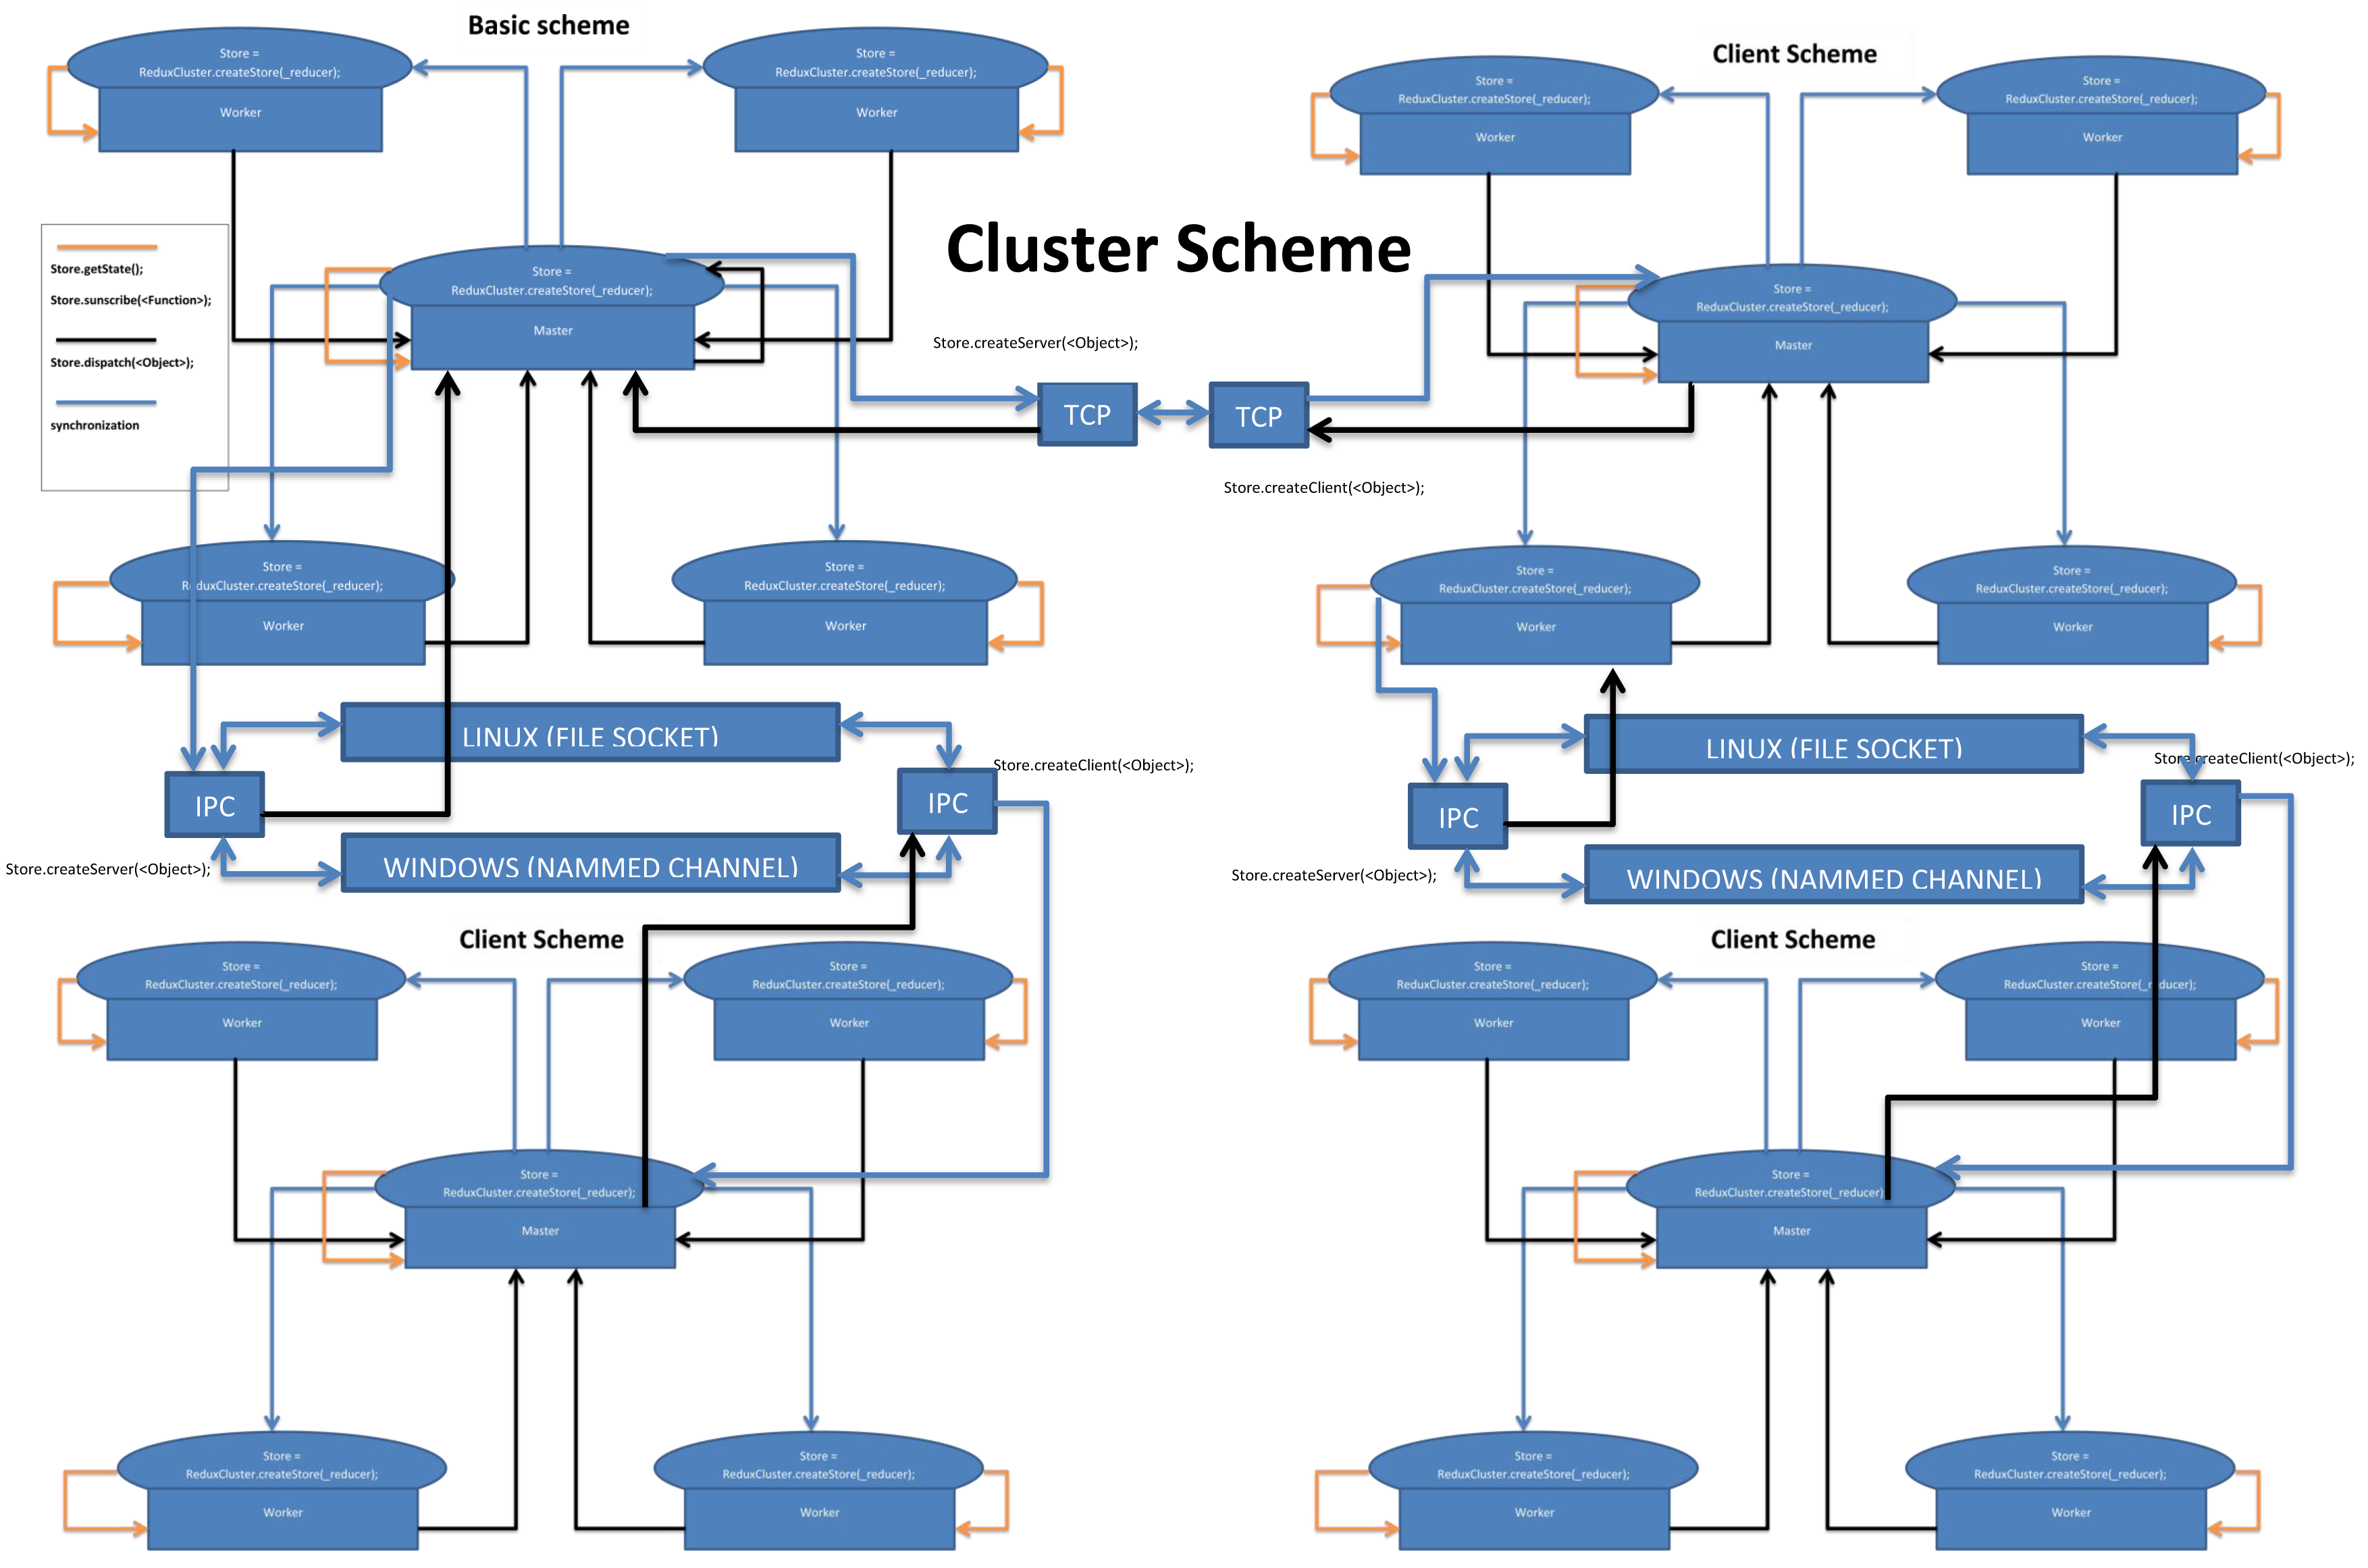 Basic scheme
Store =
ReduxCluster.createStore(_reducer);
Worker
Store =
ReduxCluster.createStore(_reducer);
Worker
Client Scheme
Store =
ReduxCluster.createStore(_reducer);
Worker
Store =
ReduxCluster.createStore(_reducer);
Worker
Cluster Scheme
Store.getState();
Store.sunscribe(<Function>);
Store.dispatch(<Object>);
synchronization
Store =
ReduxCluster.createStore(_reducer);
Master
Store.createServer(<Object>);
TCP
TCP
Store.createClient(<Object>);
Store =
ReduxCluster.createStore(_reducer);
Master
Store =
ReduxCluster.createStore(_reducer);
Worker
Store =
ReduxCluster.createStore(_reducer);
Worker
Store =
ReduxCluster.createStore(_reducer);
Worker
Store =
ReduxCluster.createStore(_reducer);
Worker
LINUX (FILE SOCKET)
Store.createClient(<Object>);
IPC
IPC
Store.createServer(<Object>);
WINDOWS (NAMMED CHANNEL)
LINUX (FILE SOCKET)
Store.createClient(<Object>);
IPC
IPC
Store.createServer(<Object>);
WINDOWS (NAMMED CHANNEL)
Client Scheme
Store =
ReduxCluster.createStore(_reducer);
Worker
Store =
ReduxCluster.createStore(_reducer);
Worker
Store =
ReduxCluster.createStore(_reducer);
Master
Store =
ReduxCluster.createStore(_reducer);
Worker
Store =
ReduxCluster.createStore(_reducer);
Worker
Client Scheme
Store =
ReduxCluster.createStore(_reducer);
Worker
Store =
ReduxCluster.createStore(_reducer);
Worker
Store =
ReduxCluster.createStore(_reducer)
Master
Store =
ReduxCluster.createStore(_reducer);
Worker
Store =
ReduxCluster.createStore(_reducer);
Worker